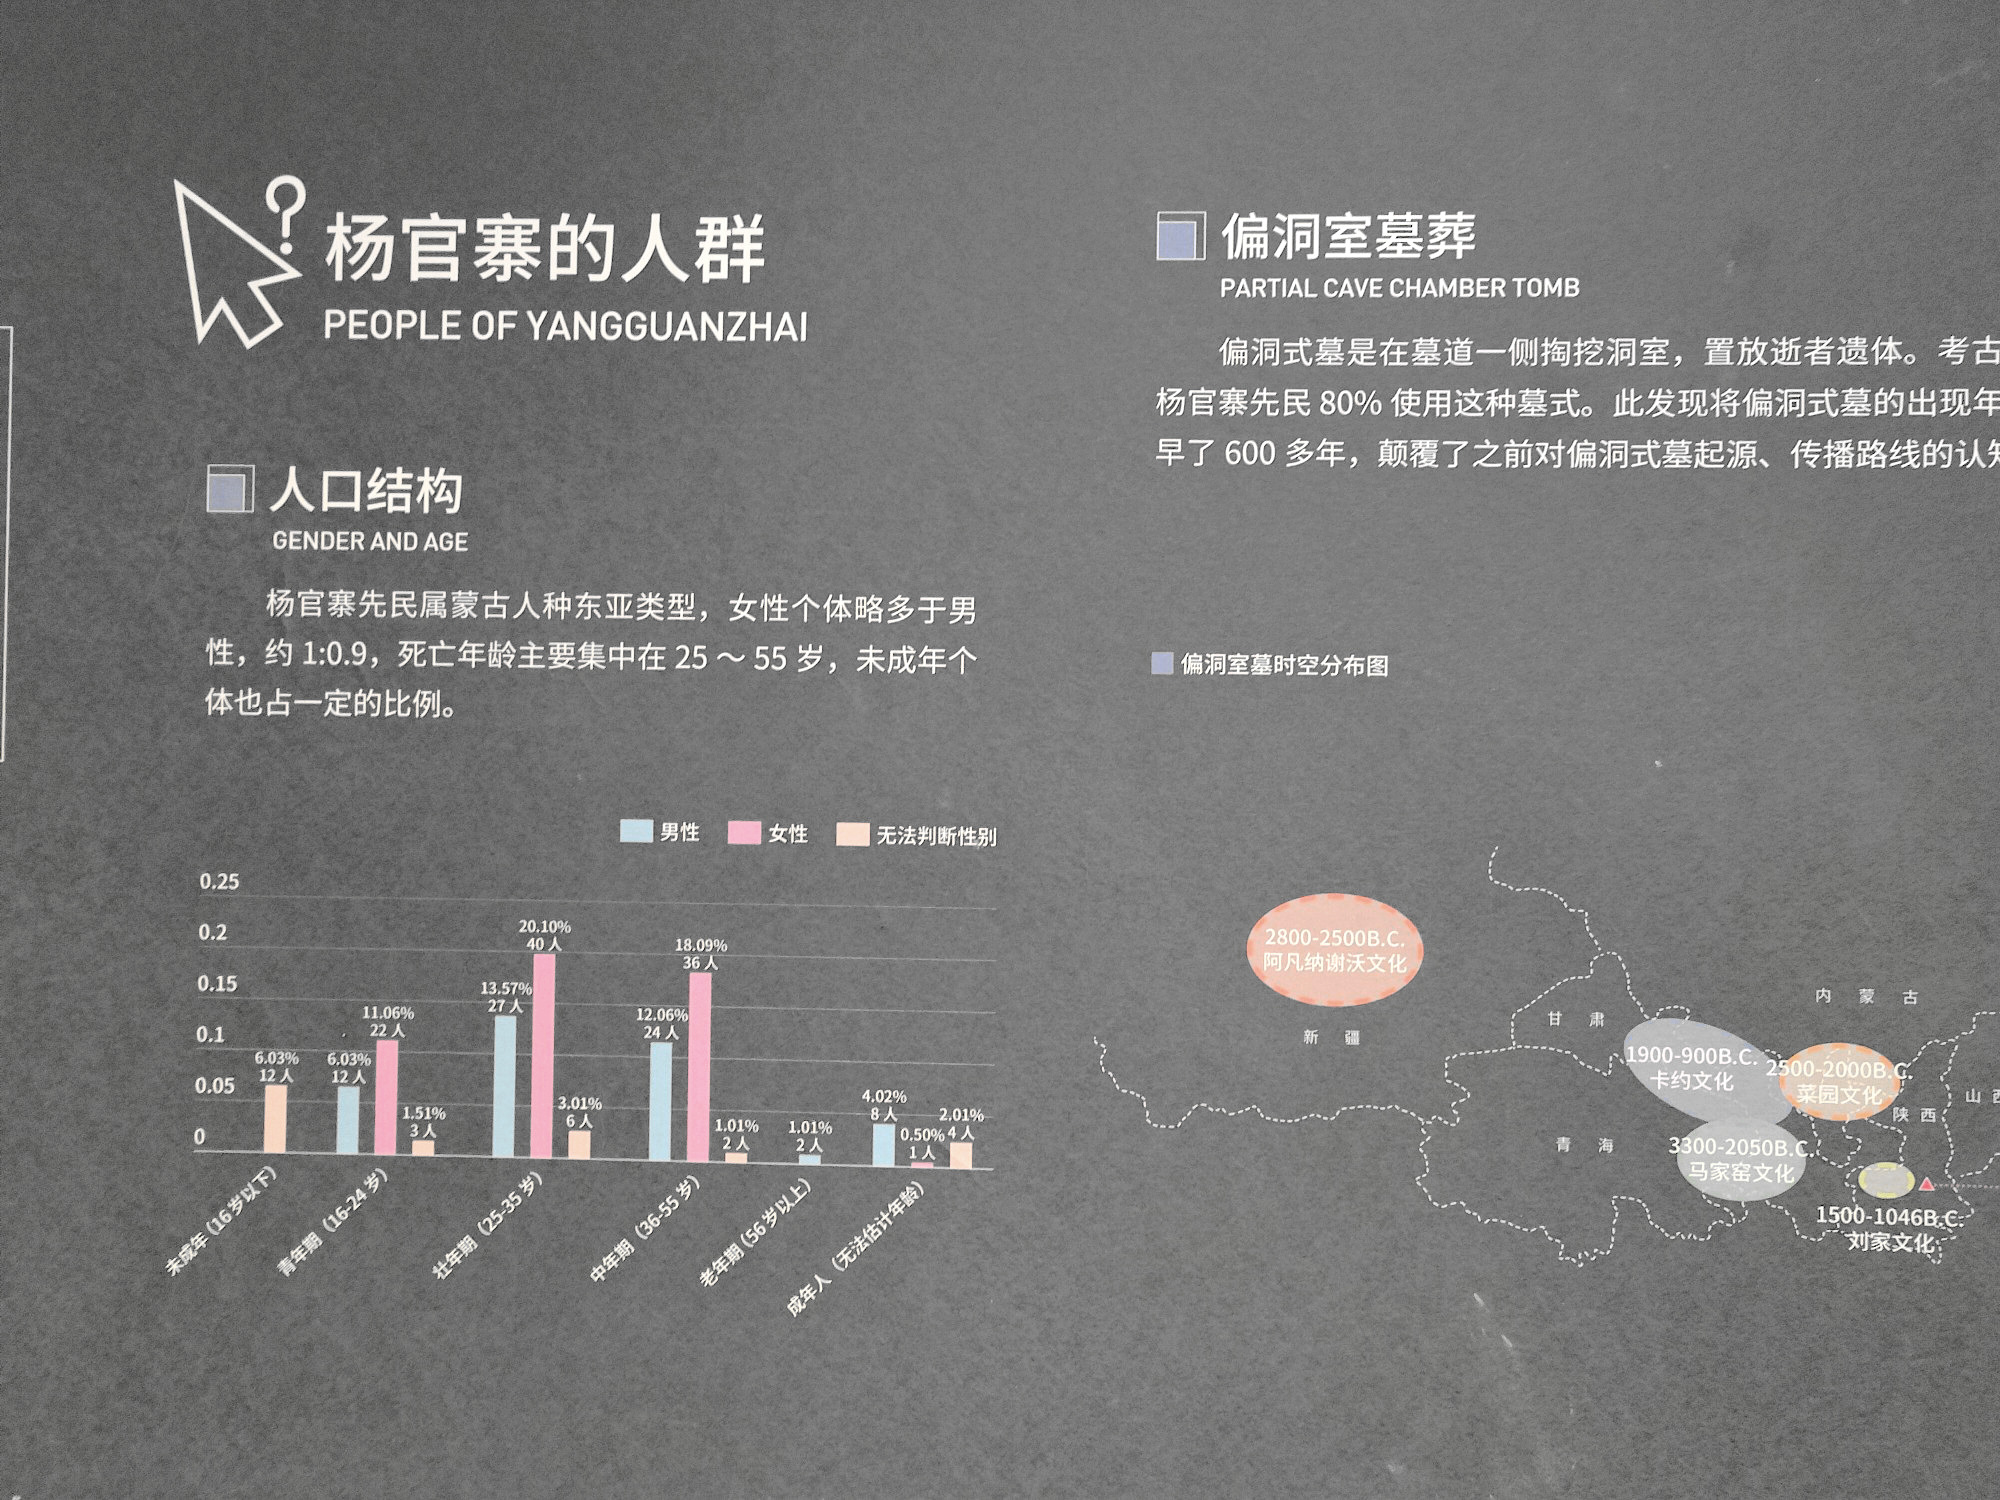 杨官寨的人群
PEOPLE OF YANGGUANZHAI
人口结构
GENDER AND AGE
杨官寨先民属蒙古人种东亚类型，女性个体略多于男
性，约 1:0.9，死亡年龄主要集中在 25 ～ 55 岁，未成年个
体也占一定的比例。
男性 女性 无法判断性别
0.25
0.2
0.15
0.1
0.05
0
6.03%
12 人
6.03%
12 人
11.06%
22 人
1.51%
3 人
13.57%
27 人
20.10%
40 人
3.01%
6 人
12.06%
24 人
18.09%
36 人
1.01%
2 人
1.01%
2 人
4.02%
8 人
0.50%
1 人
2.01%
4 人
未成年（16 岁以下）
青年期（16-24 岁）
壮年期（25-35 岁）
中年期（36-55 岁）
老年期（56 岁以上）
成年人（无法估计年龄）
偏洞室墓葬
PARTIAL CAVE CHAMBER TOMB
偏洞式墓是在墓道一侧掏挖洞室，置放逝者遗体。考古
杨官寨先民 80% 使用这种墓式。此发现将偏洞式墓的出现年
早了 600 多年，颠覆了之前对偏洞式墓起源、传播路线的认知
偏洞室墓时空分布图
2800-2500B.C.
阿凡纳谢沃文化
新 疆
甘 肃
内 蒙 古
1900-900B.C.
卡约文化
2500-2000B.C.
菜园文化
陕 西
山 西
青 海
3300-2050B.C.
马家窑文化
1500-1046B.C.
刘家文化